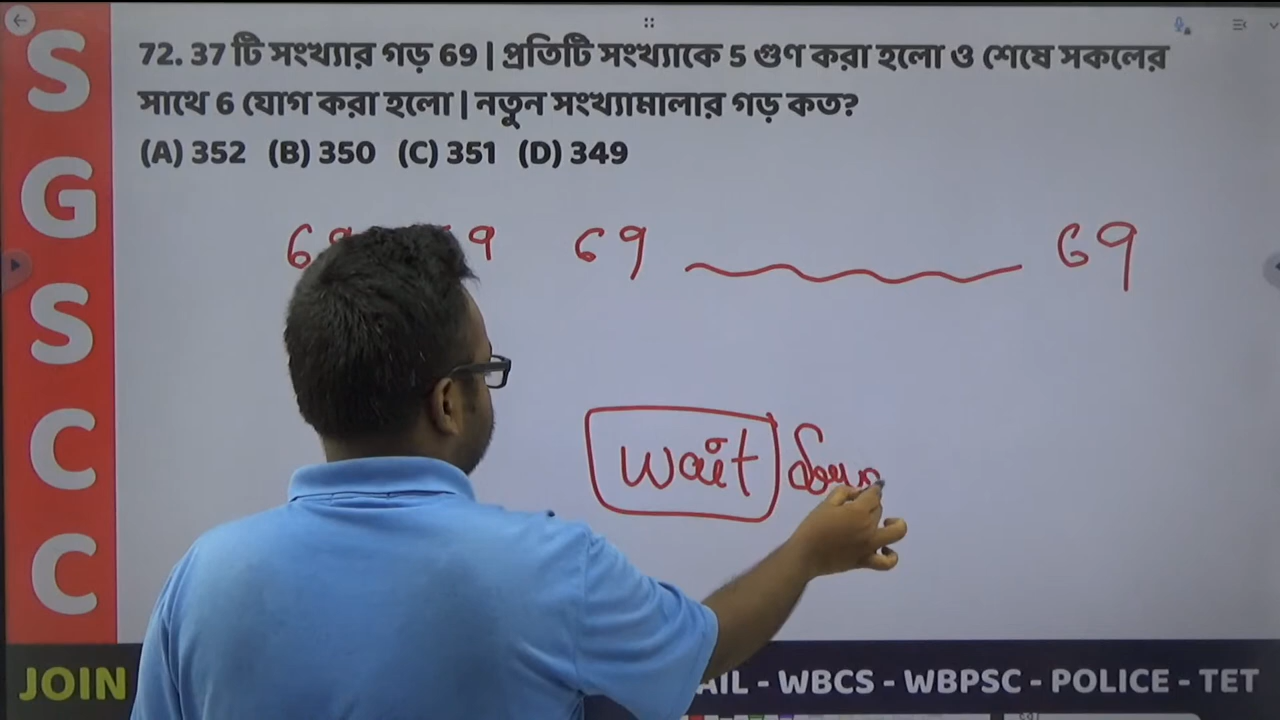 S
G
S
C
C
72. 37 টি সংখ্যার গড় 69 | প্রতিটি সংখ্যাকে 5 গুণ করা হলো ও শেষে সকলের
সাথে 6 যোগ করা হলো | নতুন সংখ্যামালার গড় কত?
(A) 352 (B) 350 (C) 351 (D) 349
69 69 69
wait
JOIN
AIL - WBCS - WBPSC - POLICE - TET